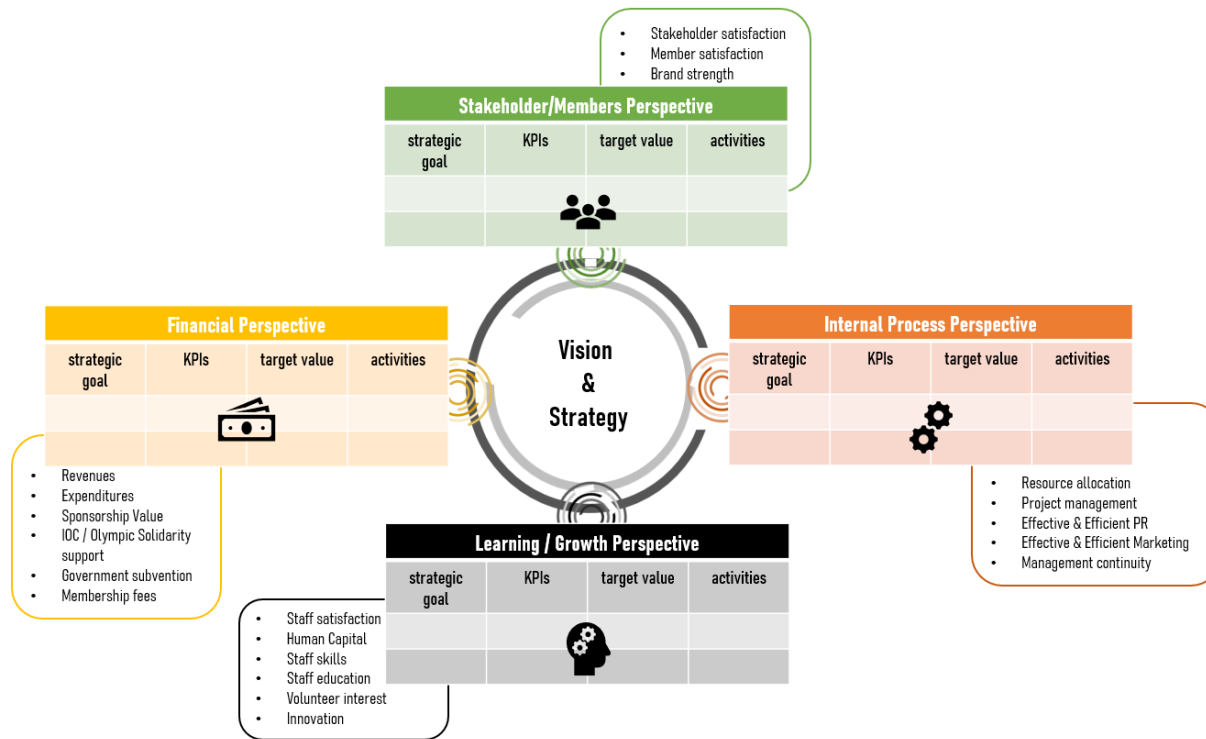 • Stakeholder satisfaction
• Member satisfaction
• Brand strength
Stakeholder/Members Perspective
strategic goal KPIs target value activities
Financial Perspective
strategic goal KPIs target value activities
• Revenues
• Expenditures
• Sponsorship Value
• IOC / Olympic Solidarity
support
• Government subvention
• Membership fees
Vision
&
Strategy
Internal Process Perspective
strategic goal KPIs target value activities
• Resource allocation
• Project management
• Effective & Efficient PR
• Effective & Efficient Marketing
• Management continuity
Learning / Growth Perspective
strategic goal KPIs target value activities
• Staff satisfaction
• Human Capital
• Staff skills
• Staff education
• Volunteer interest
• Innovation